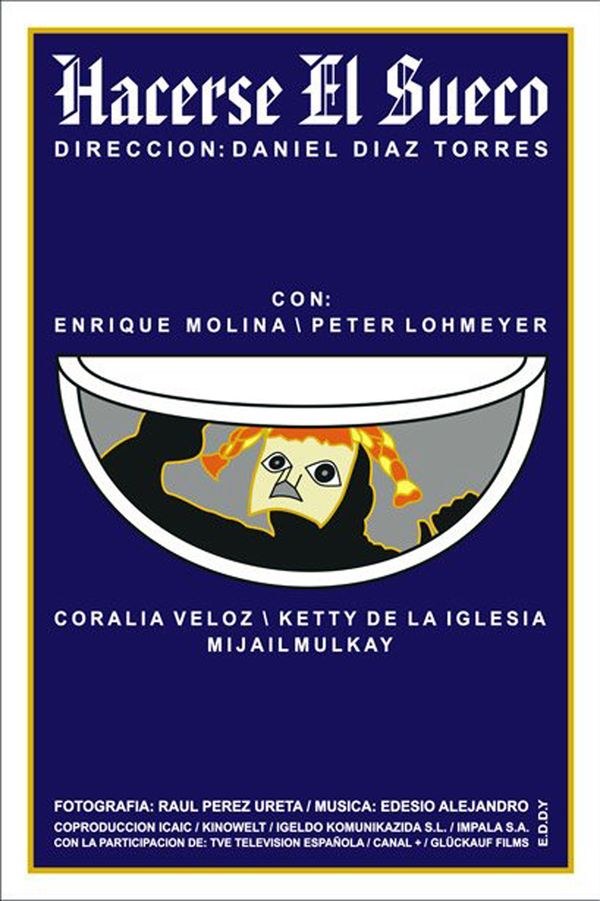 Hacerse El Sueco
DIRECCION: DANIEL DIAZ TORRES
CON:
ENRIQUE MOLINA \ PETER LOHMEYER
CORALIA VELOZ \ KETTY DE LA IGLESIA
MIJAILMULKAY
FOTOGRAFIA: RAUL PEREZ URETA / MUSICA: EDESIO ALEJANDRO
COPRODUCCION ICAIC / KINOWELT / IGELDO KOMUNIKAZIDA S.L. / IMPALA S.A.
CON LA PARTICIPACION DE: TVE TELEVISION ESPAÑOLA / CANAL + / GLÜCKAUF FILMS
E.D.D.Y